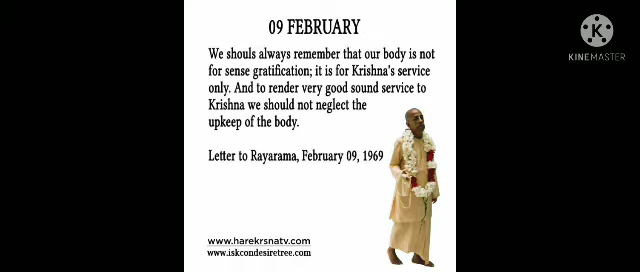 09 FEBRUARY
We shouls always remember that our body is not
for sense gratification; it is for Krishna's service
only. And to render very good sound service to
Krishna we should not neglect the
upkeep of the body.
Letter to Rayarama, February 09, 1969
www.harekrsnatv.com
www.iskcondesiretree.com
KINEMASTER